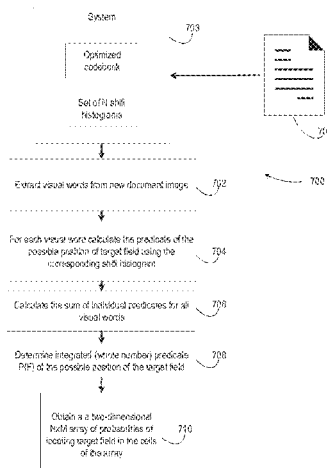 System
703
Optimized
codebook
Set of N shift
histograms
701
700
Extract visual words from new document image
702
For each visual word calculate the predicate of the
possible position of target field using the
corresponding shift histogram
704
Calculate the sum of individual predicates for all
visual words
706
Determine integrated (whole number) predicate
P(F) of the possible position of the target field
708
Obtain a a two-dimensional
NxM array of probabilities of
locating target field in the cells
of the array
710